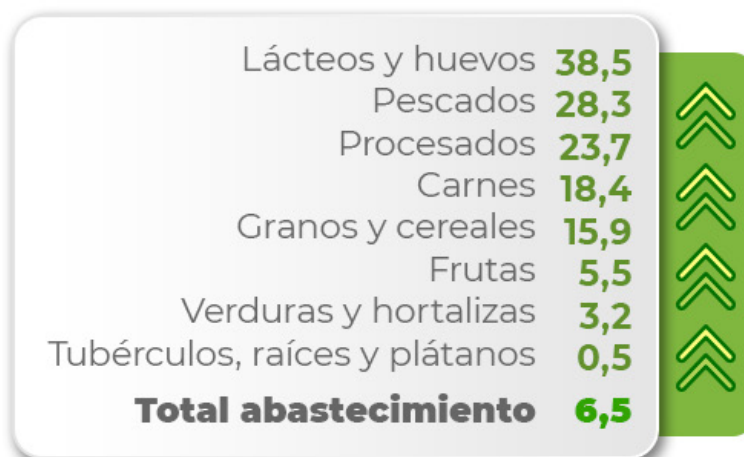 Lácteos y huevos 38,5
Pescados 28,3
Procesados 23,7
Carnes 18,4
Granos y cereales 15,9
Frutas 5,5
Verduras y hortalizas 3,2
Tubérculos, raíces y plátanos 0,5
Total abastecimiento 6,5